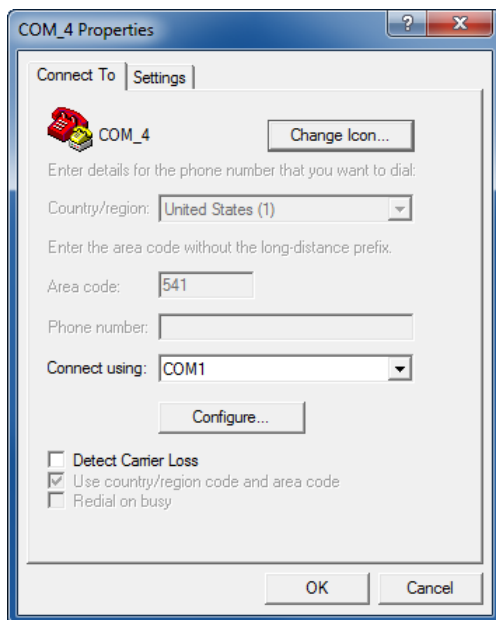 COM_4 Properties
?
X
Connect To
Settings
COM_4
Change Icon...
Enter details for the phone number that you want to dial:
Country/region: United States (1)
Enter the area code without the long-distance prefix.
Area code: 541
Phone number:
Connect using: COM1
Configure...
Detect Carrier Loss
Use country/region code and area code
Redial on busy
OK
Cancel